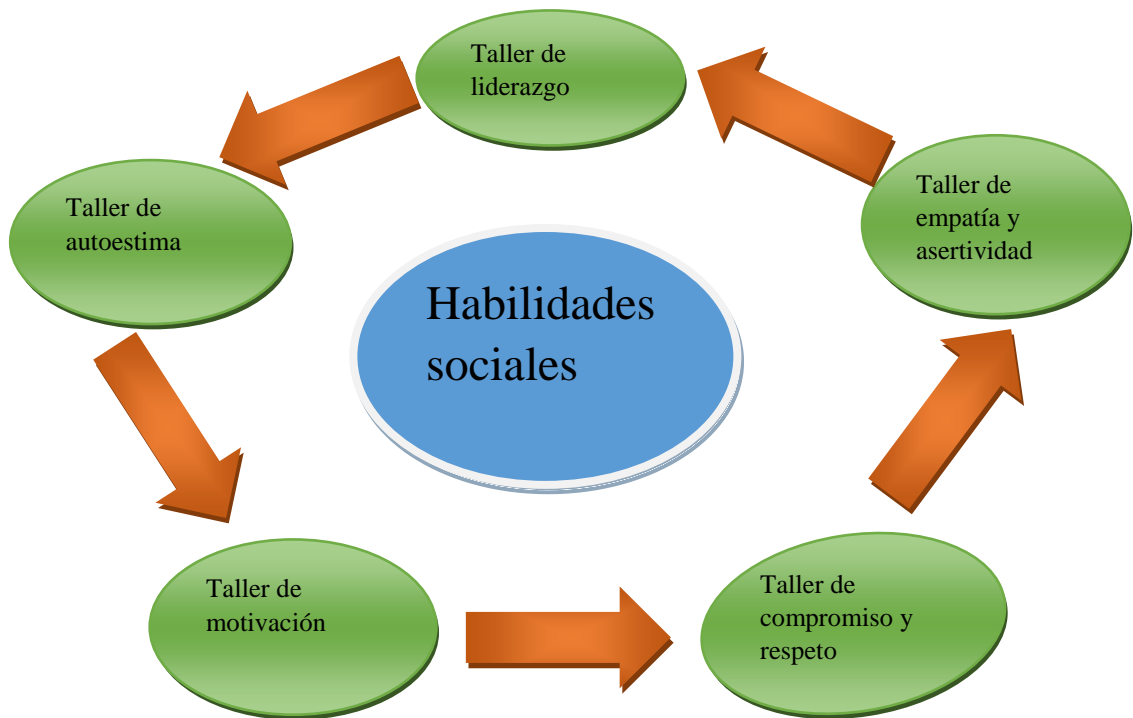 Taller de
liderazgo
Taller de
autoestima
Taller de
empatía y
asertividad
Habilidades
sociales
Taller de
motivación
Taller de
compromiso y
respeto